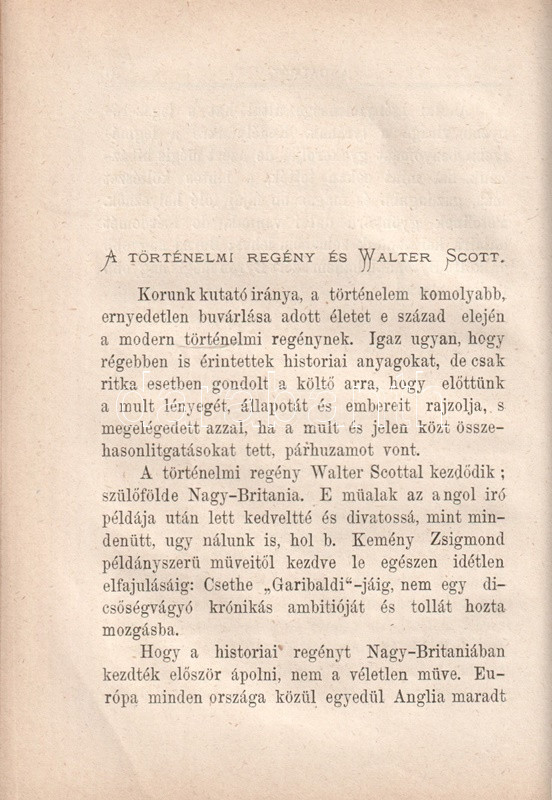 A TÖRTÉNELMI REGÉNY ÉS WALTER SCOTT.
Korunk kutató iránya, a történelem komolyabb,
ernyedetlen buvárlása adott életet e század elején
a modern történelmi regénynek. Igaz ugyan, hogy
régebben is érintettek historiai anyagokat, de csak
ritka esetben gondolt a költő arra, hogy előttünk
a mult lényegét, állapotát és embereit rajzolja, s
megelégedett azzal, ha a mult és jelen közt össze-
hasonlitgatásokat tett, párhuzamot vont.
A történelmi regény Walter Scottal kezdődik ;
szülőfölde Nagy-Britania. E müalak az angol iró
példája után lett kedveltté és divatossá, mint min-
denütt, ugy nálunk is, hol b. Kemény Zsigmond
példányszerü müveitől kezdve le egészen idétlen
elfajulásáig: Csethe „Garibaldi“-jáig, nem egy di-
csőségvágyó krónikás ambitióját és tollát hozta
mozgásba.
Hogy a historiai regényt Nagy-Britaniában
kezdték először ápolni, nem a véletlen müve. Eu-
rópa minden országa közül egyedül Anglia maradt